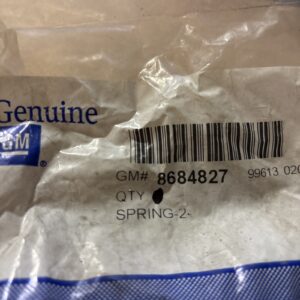 Genuine
GM
®
GM# 8684827 99613 020
QTY
SPRING-2-